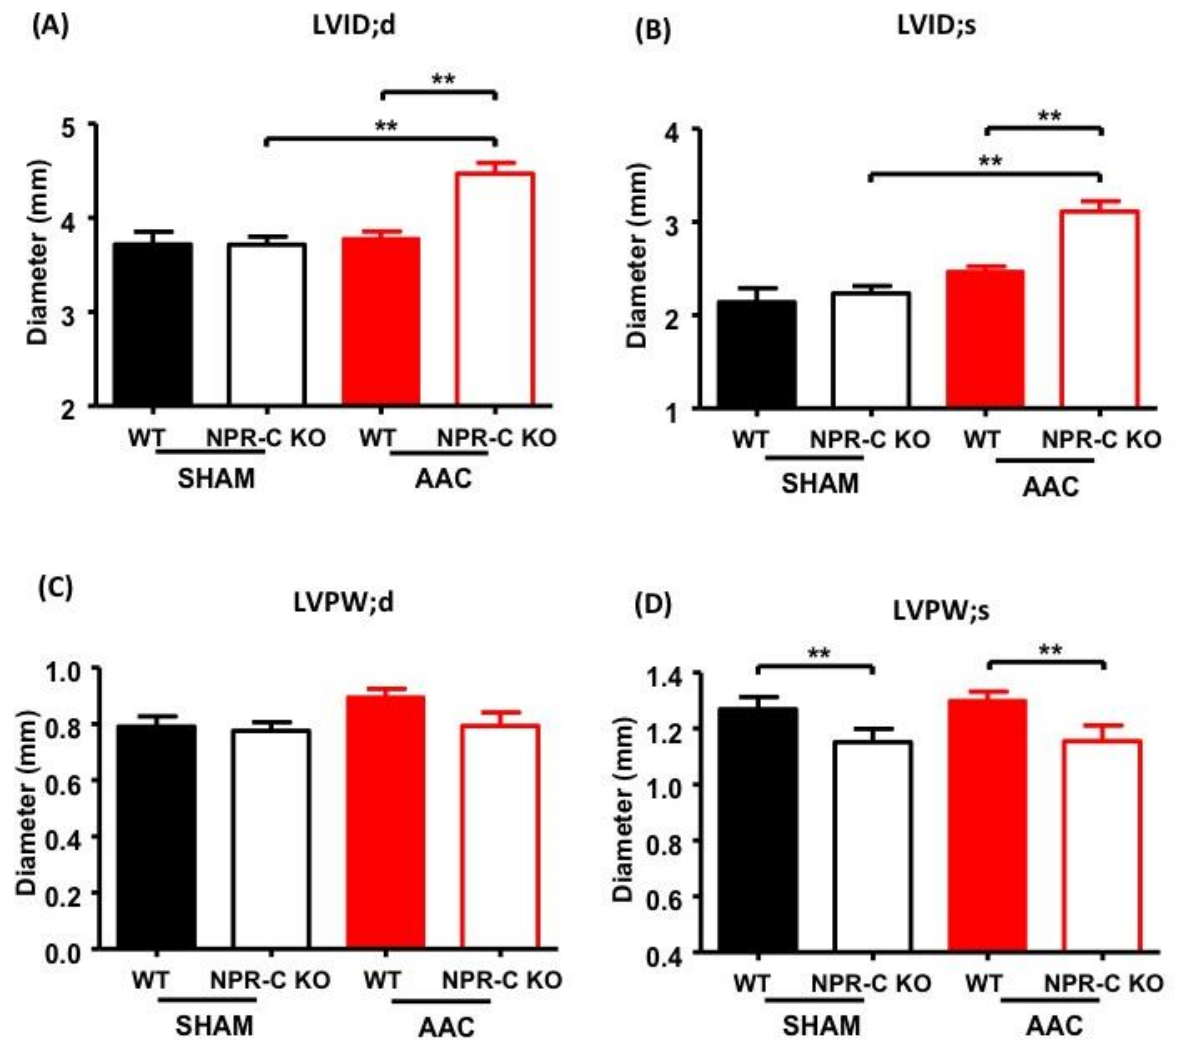 (A)
LVID;d
**
**
Diameter (mm)
5
4
3
2
WT NPR-C KO WT NPR-C KO
SHAM AAC
(B)
LVID;s
**
**
Diameter (mm)
4
3
2
1
WT NPR-C KO WT NPR-C KO
SHAM AAC
(C)
LVPW;d
Diameter (mm)
1.0
0.8
0.6
0.4
0.2
0.0
WT NPR-C KO WT NPR-C KO
SHAM AAC
(D)
LVPW;s
** **
Diameter (mm)
1.4
1.2
1.0
0.8
0.6
0.4
WT NPR-C KO WT NPR-C KO
SHAM AAC